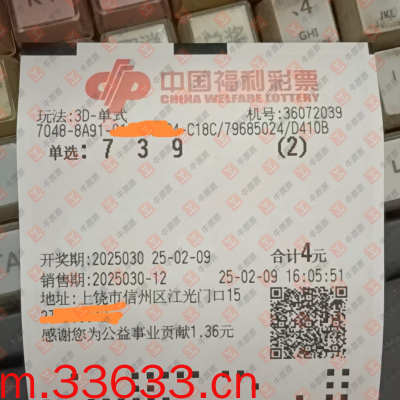 中国福利彩票
CHINA WELFARE LOTTERY
玩法:3D-单式 机号:36072039
7048-8A91- -C18C/79685024/D410B
单选: 7 3 9 (2)
开奖期:2025030 25-02-09 合计4元
销售期:2025030-12 25-02-09 16:05:51
地址:上饶市信州区江光门口15
感谢您为公益事业贡献1.36元
m.33633.cn